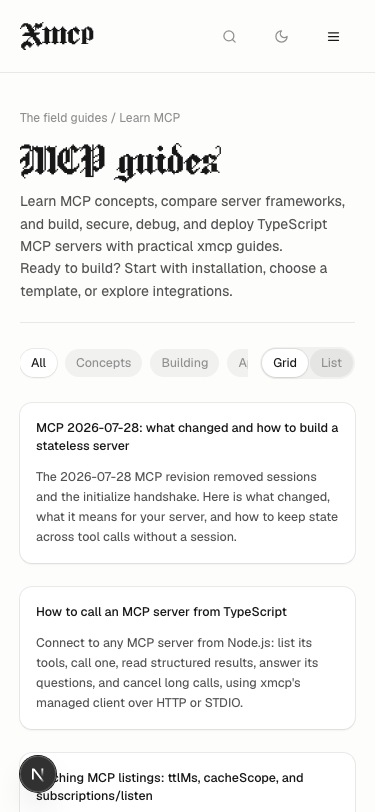 Xmcp
The field guides / Learn MCP
MCP guides
Learn MCP concepts, compare server frameworks,
and build, secure, debug, and deploy TypeScript
MCP servers with practical xmcp guides.
Ready to build? Start with installation, choose a
template, or explore integrations.
All Concepts Building Grid List
MCP 2026-07-28: what changed and how to build a
stateless server
The 2026-07-28 MCP revision removed sessions
and the initialize handshake. Here is what changed,
what it means for your server, and how to keep state
across tool calls without a session.
How to call an MCP server from TypeScript
Connect to any MCP server from Node.js: list its
tools, call one, read structured results, answer its
questions, and cancel long calls, using xmcp's
managed client over HTTP or STDIO.
MCP listings: ttlMs, cacheScope, and
N
subscriptions/listen